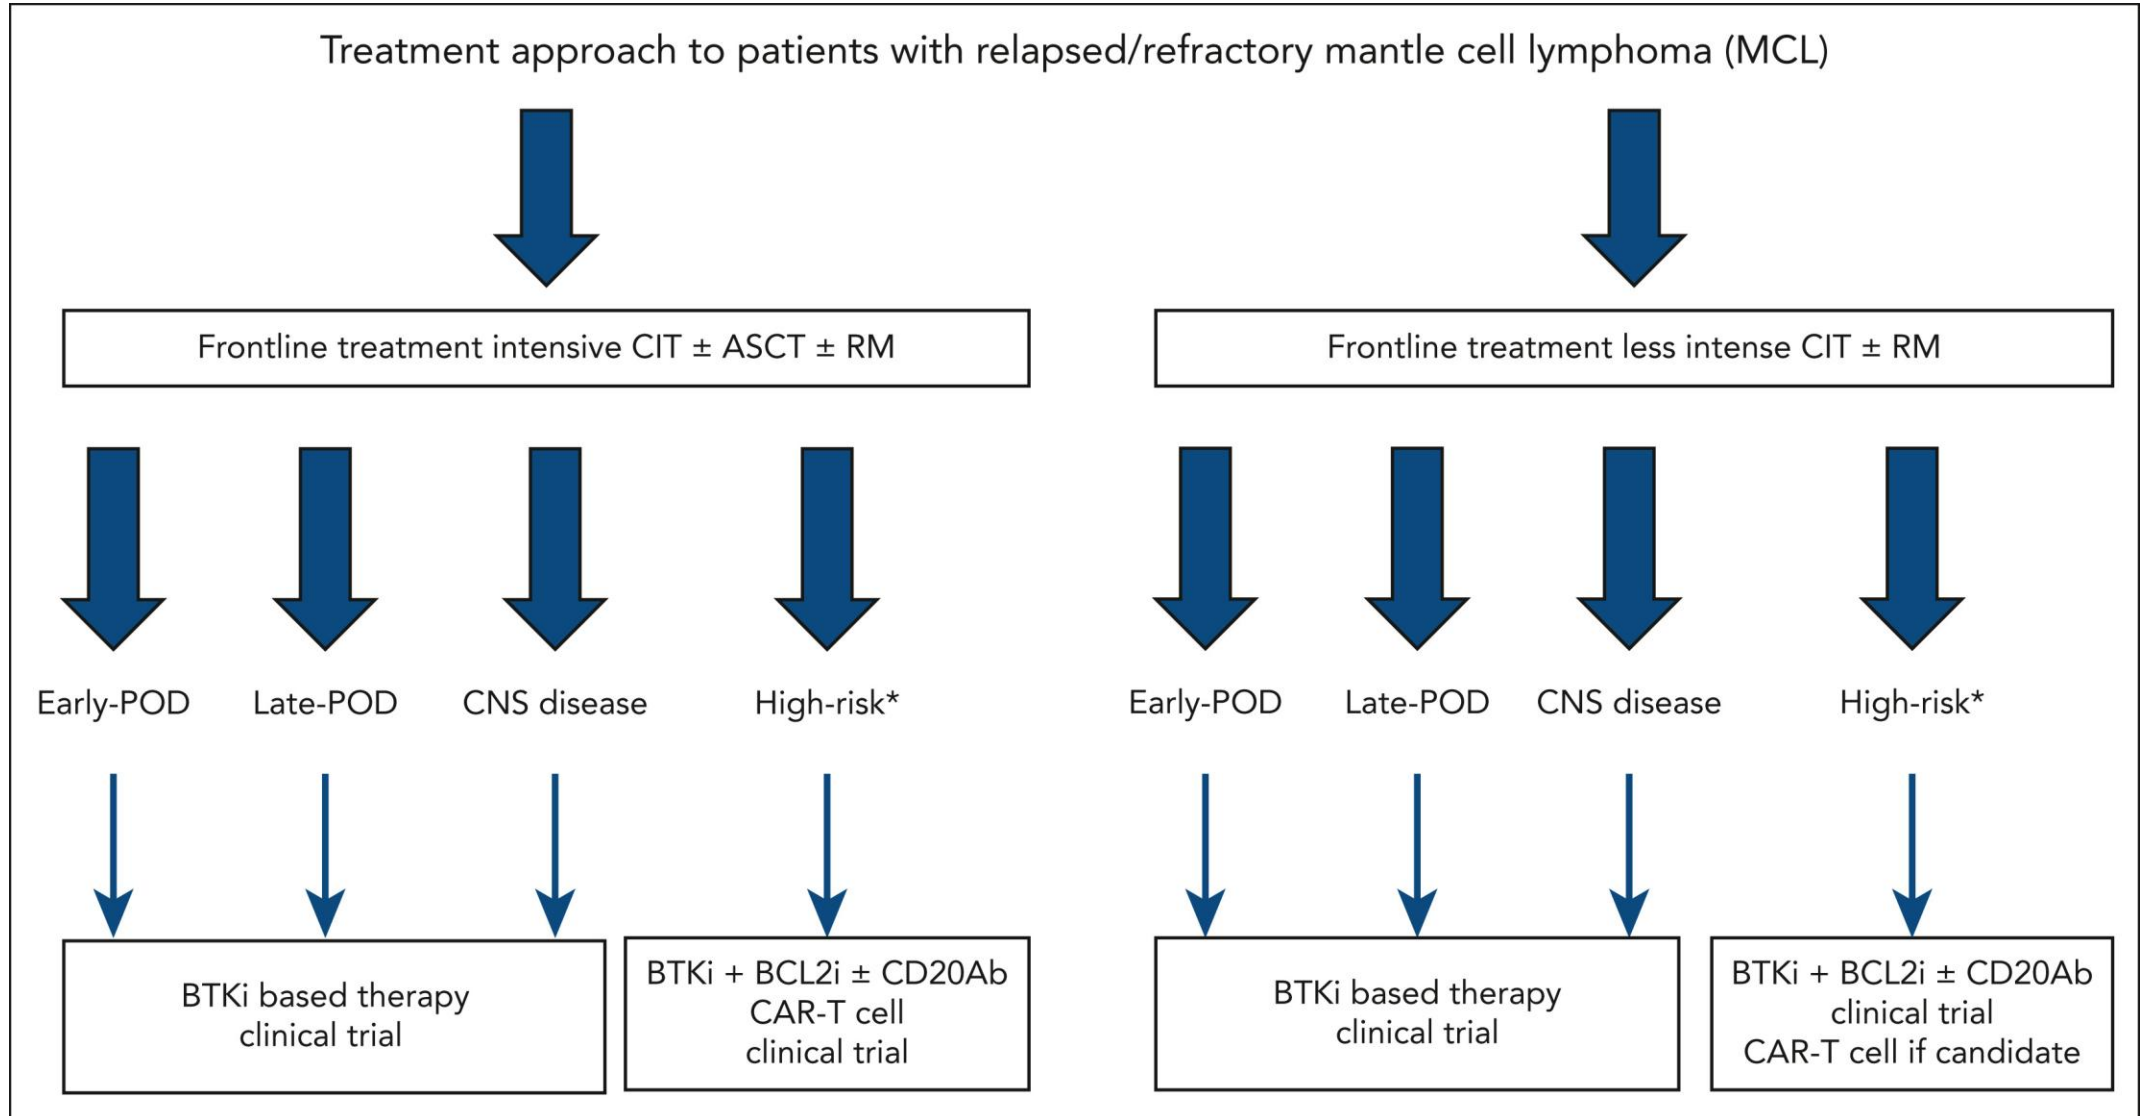 Treatment approach to patients with relapsed/refractory mantle cell lymphoma (MCL)
Frontline treatment intensive CIT ± ASCT ± RM
Frontline treatment less intense CIT ± RM
Early-POD
Late-POD
CNS disease
High-risk*
Early-POD
Late-POD
CNS disease
High-risk*
BTKi based therapy
clinical trial
BTKi + BCL2i ± CD20Ab
CAR-T cell
clinical trial
BTKi based therapy
clinical trial
BTKi + BCL2i ± CD20Ab
clinical trial
CAR-T cell if candidate